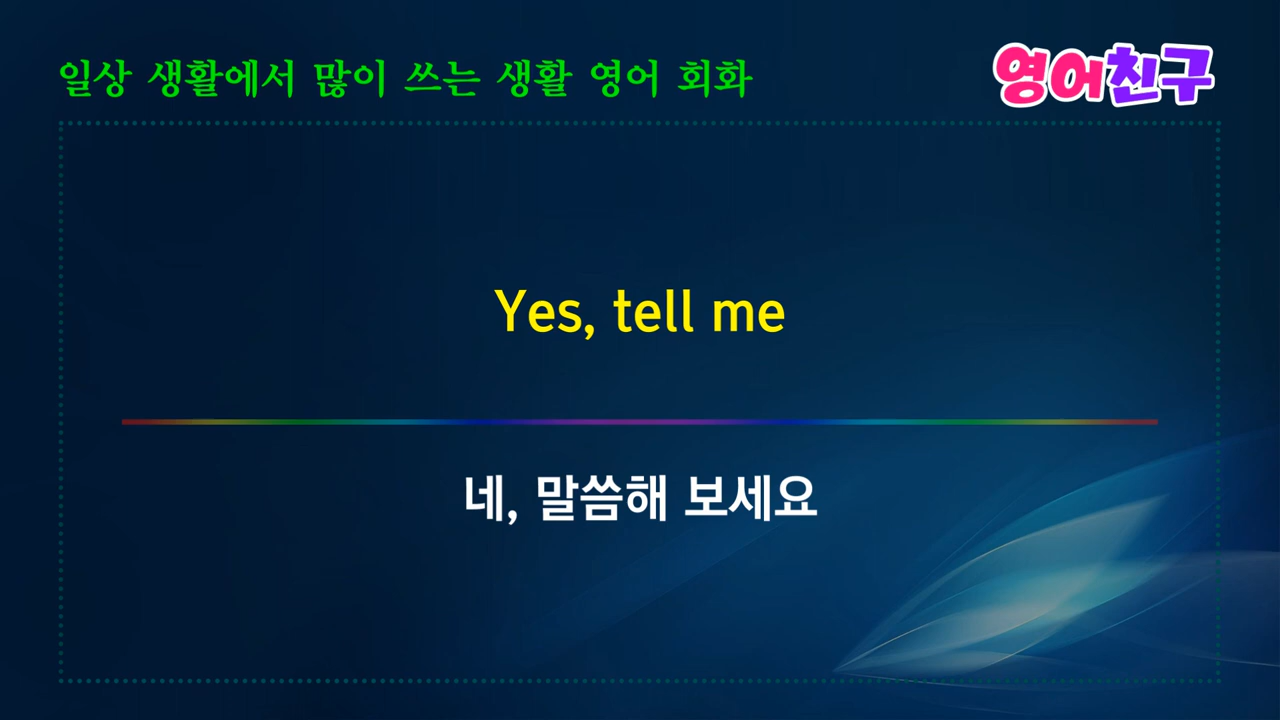 일상 생활에서 많이 쓰는 생활 영어 회화
영어친구
Yes, tell me
네, 말씀해 보세요